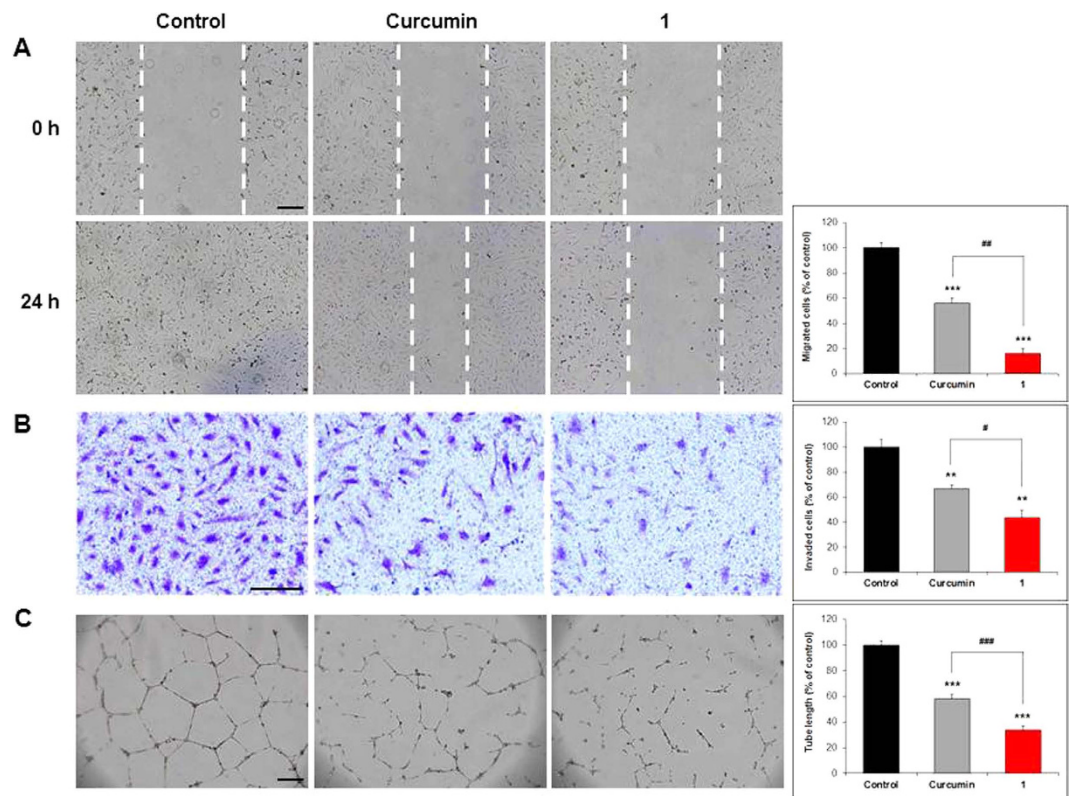 Control Curcumin 1
A
0 h
24 h
Migrated cells (% of control)
120
100
80
60
40
20
0
***
##
***
Control Curcumin 1
B
Invaded cells (% of control)
120
100
80
60
40
20
0
**
#
**
Control Curcumin 1
C
Tube length (% of control)
120
100
80
60
40
20
0
***
###
***
Control Curcumin 1